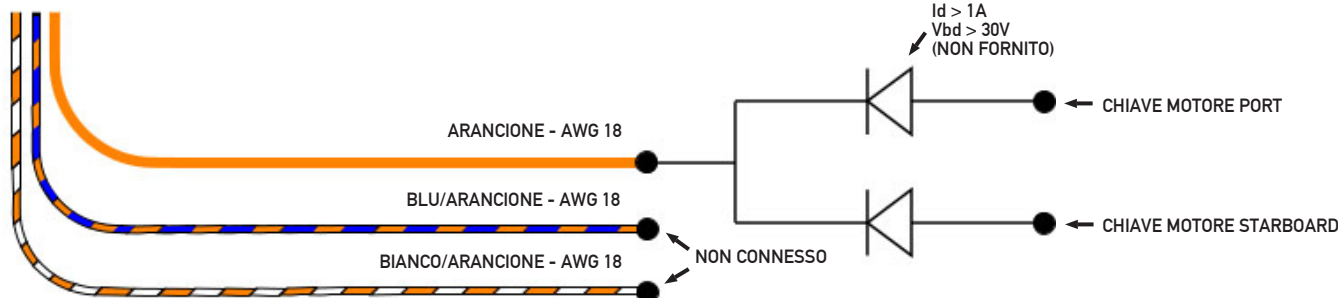 Id > 1A
Vbd > 30V
(NON FORNITO)
CHIAVE MOTORE PORT
ARANCIONE - AWG 18
BLU/ARANCIONE - AWG 18
CHIAVE MOTORE STARBOARD
NON CONNESSO
BIANCO/ARANCIONE - AWG 18